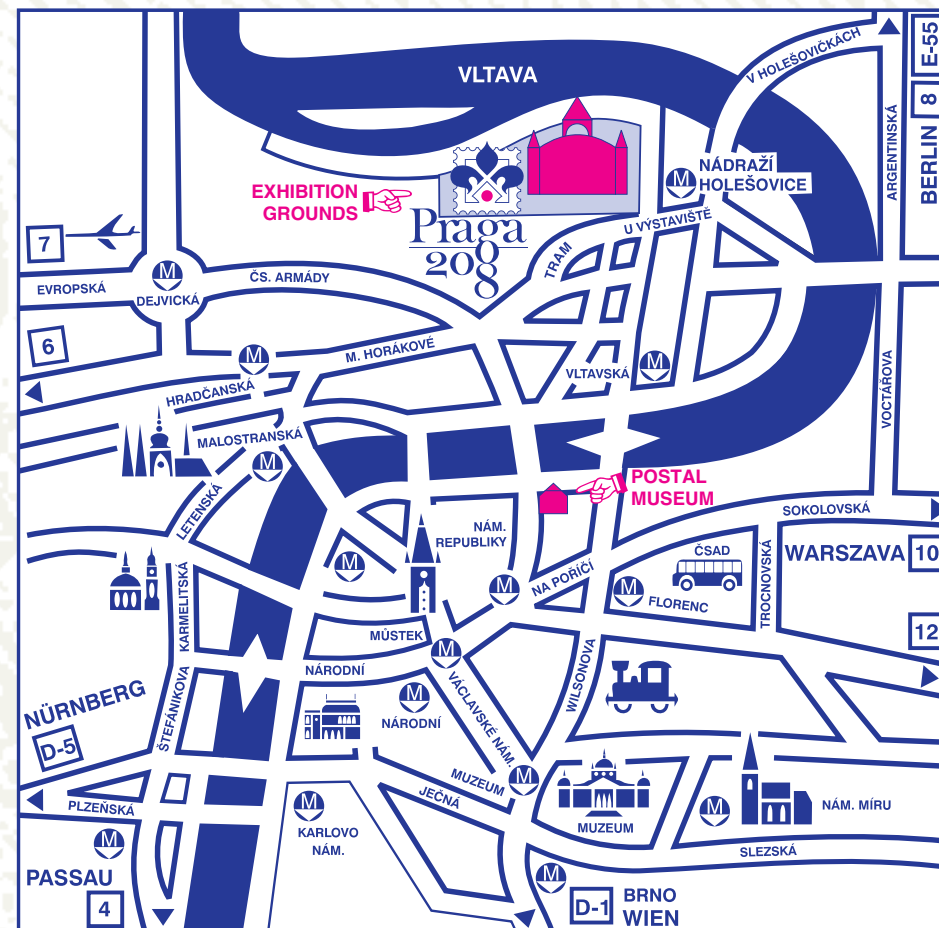 VLTAVA
V HOLEŠOVIČKÁCH
E-55
8
BERLIN
ARGENTINSKÁ
NÁDRAŽÍ
HOLEŠOVICE
M
EXHIBITION
GROUNDS
Praga
2008
U VÝSTAVIŠTĚ
TRAM
7
EVROPSKÁ
M
DEJVICKÁ
ČS. ARMÁDY
6
M. HORÁKOVÉ
M
HRADČANSKÁ
VLTAVSKÁ
M
VOCTÁŘOVA
MALOSTRANSKÁ
M
LETENSKÁ
POSTAL
MUSEUM
SOKOLOVSKÁ
NÁM.
REPUBLIKY
M
M
NA POŘÍČÍ
ČSAD
M
FLORENC
TROCNOVSKÁ
WARSZAVA
10
12
KARMELITSKÁ
MŮSTEK
M
NÁRODNÍ
VÁCLAVSKÉ NÁM.
WILSONOVA
M
NÁRODNÍ
ŠTEFÁNIKOVA
NÜRNBERG
D-5
PLZEŇSKÁ
M
PASSAU
4
M
KARLOVO
NÁM.
JEČNÁ
MUZEUM
M
MUZEUM
M
NÁM. MÍRU
SLEZSKÁ
M
D-1
BRNO
WIEN